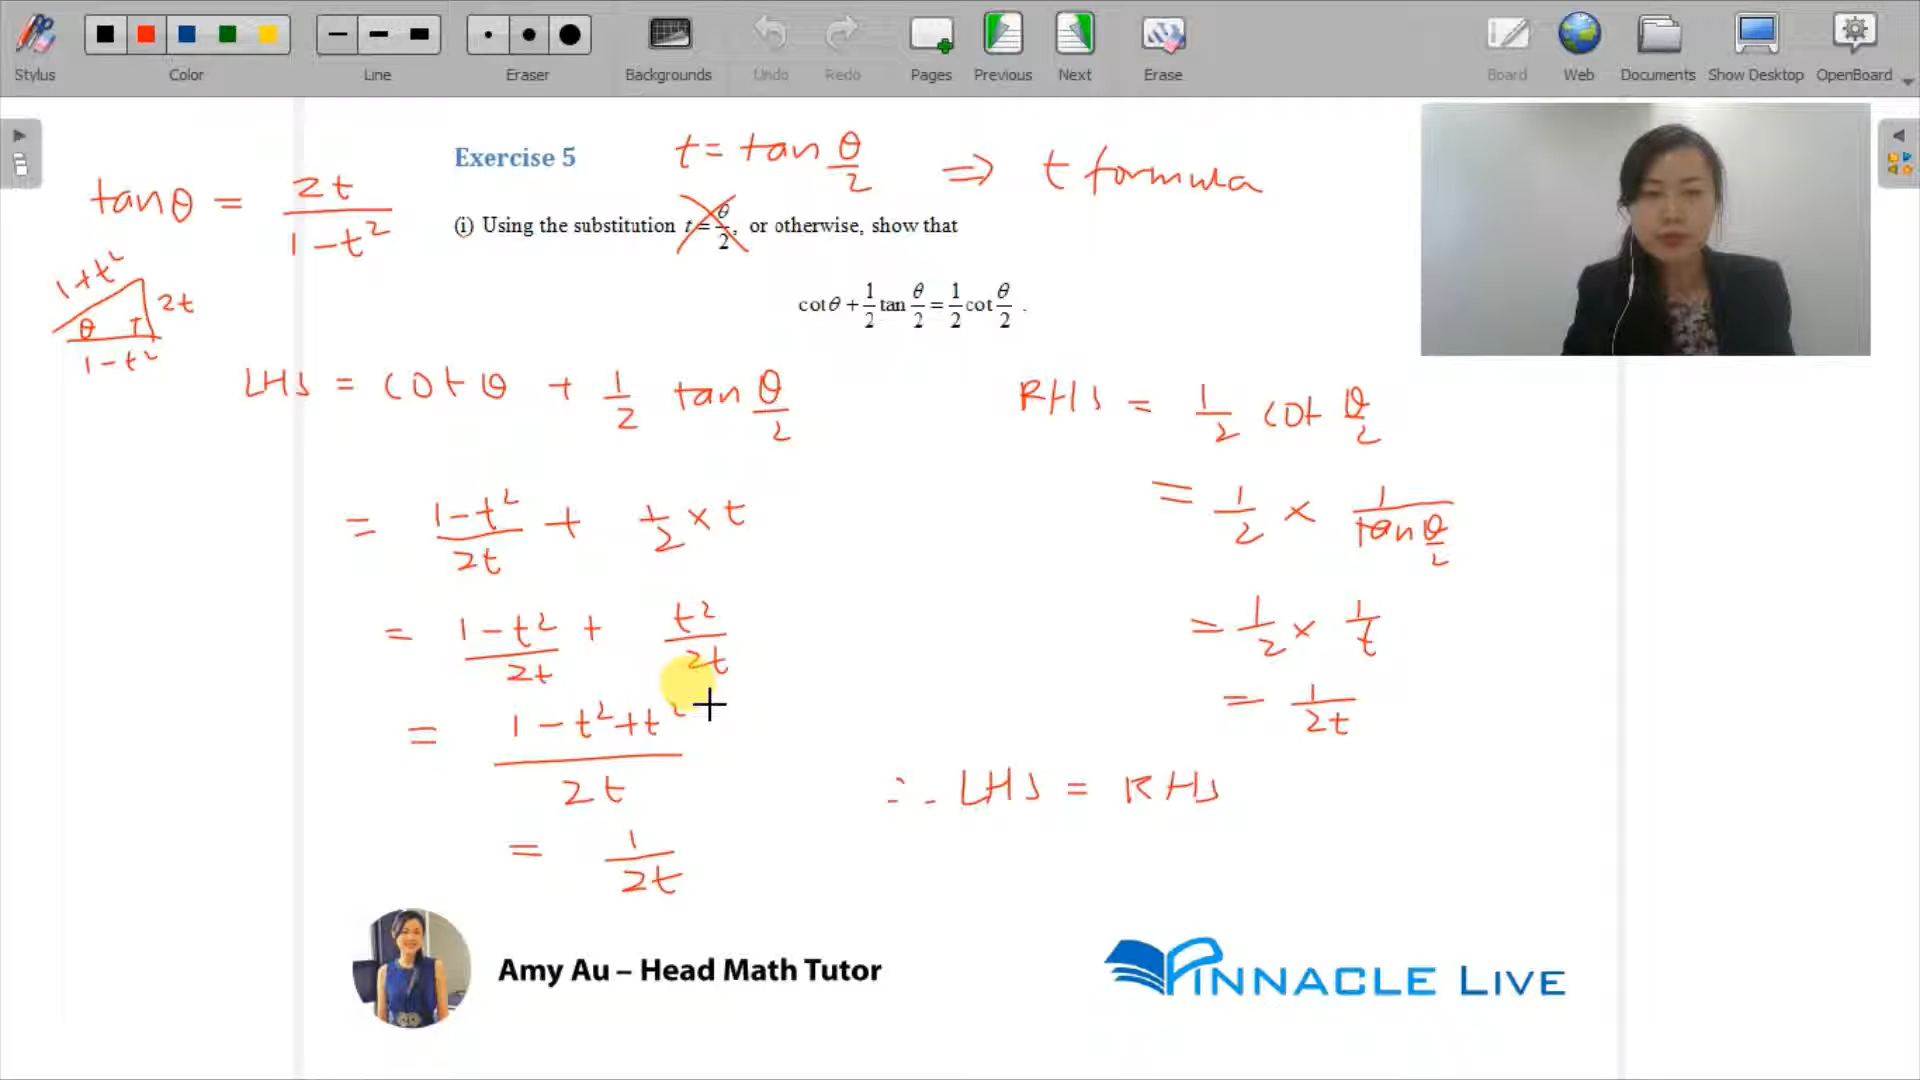 Stylus Color Line Eraser Backgrounds Undo Redo Pages Previous Next Erase Board Web Documents Show Desktop OpenBoard
Exercise 5
t = tan θ/2 ⇒ t formula
tan θ = 2t/(1-t²)
(i) Using the substitution t = θ/2, or otherwise, show that
1+t²
2t
θ
1-t²
cot θ + 1/2 tan θ/2 = 1/2 cot θ/2 .
LHS = cot θ + 1/2 tan θ/2
= (1-t²)/2t + 1/2 × t
= (1-t²)/2t + t²/2t
= (1-t²+t²)/2t
= 1/2t
RHS = 1/2 cot θ/2
= 1/2 × 1/(tan θ/2)
= 1/2 × 1/t
= 1/2t
∴ LHS = RHS
Amy Au – Head Math Tutor
PINNACLE LIVE